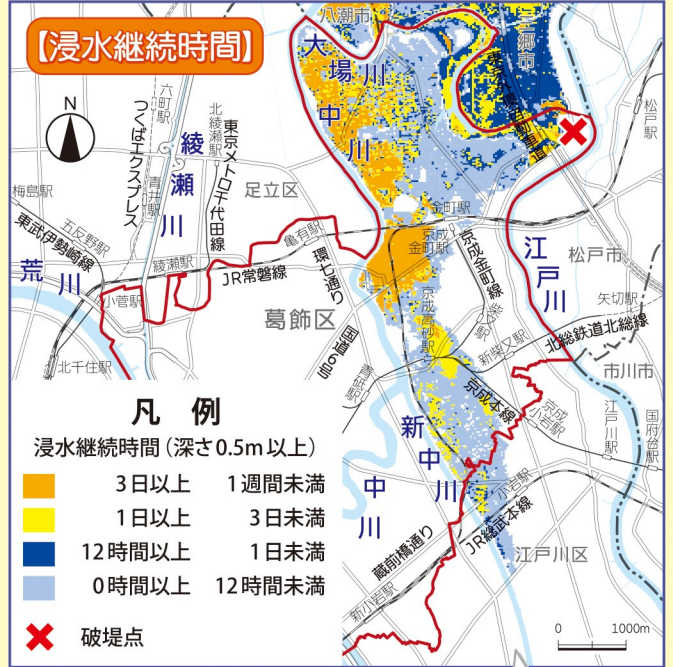 【浸水継続時間】
八潮市
三郷市
大場川
中川
東京外環自動車道
松戸駅
N
六町駅
つくばエクスプレス
北綾瀬駅
東京メトロ千代田線
綾瀬川
足立区
梅島駅
青井駅
五反野駅
東武伊勢崎線
荒川
綾瀬駅
亀有駅
金町駅
京成金町駅
京成金町線
江戸川
松戸市
JR常磐線
環七通り
小菅駅
葛飾区
国道6号
柴又駅
矢切駅
北総鉄道北総線
新柴又駅
京成高砂駅
北千住駅
青砥駅
市川市
京成本線
京成小岩駅
江戸川駅
国府台駅
新中川
中川
小岩駅
JR総武本線
蔵前橋通り
江戸川区
新小岩駅
凡 例
浸水継続時間(深さ0.5m以上)
3日以上 1週間未満
1日以上 3日未満
12時間以上 1日未満
0時間以上 12時間未満
破堤点
0 1000m